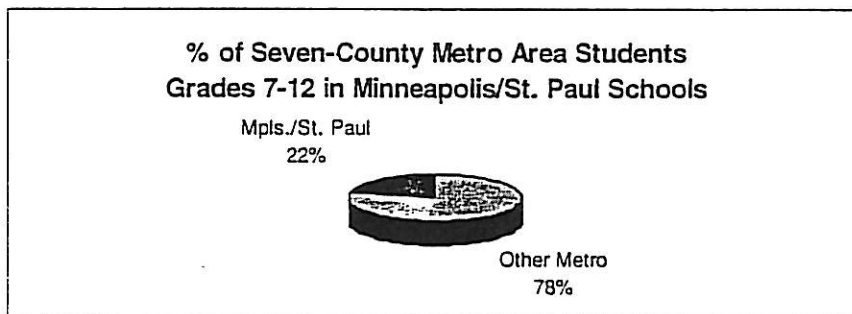 % of Seven-County Metro Area Students
Grades 7-12 in Minneapolis/St. Paul Schools
Mpls./St. Paul
22%
Other Metro
78%